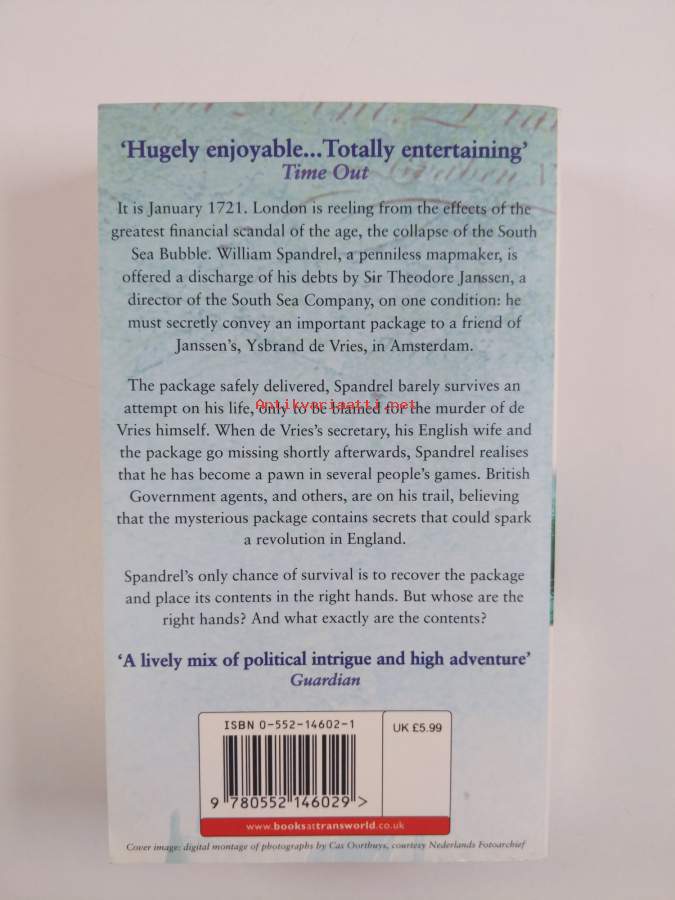 ‘Hugely enjoyable...Totally entertaining’
Time Out
It is January 1721. London is reeling from the effects of the
greatest financial scandal of the age, the collapse of the South
Sea Bubble. William Spandrel, a penniless mapmaker, is
offered a discharge of his debts by Sir Theodore Janssen, a
director of the South Sea Company, on one condition: he
must secretly convey an important package to a friend of
Janssen’s, Ysbrand de Vries, in Amsterdam.
The package safely delivered, Spandrel barely survives an
attempt on his life, only to be blamed for the murder of de
Antikvariaatti.net
Vries himself. When de Vries’s secretary, his English wife and
the package go missing shortly afterwards, Spandrel realises
that he has become a pawn in several people’s games. British
Government agents, and others, are on his trail, believing
that the mysterious package contains secrets that could spark
a revolution in England.
Spandrel’s only chance of survival is to recover the package
and place its contents in the right hands. But whose are the
right hands? And what exactly are the contents?
‘A lively mix of political intrigue and high adventure’
Guardian
ISBN 0-552-14602-1
UK £5.99
9 780552 146029 >
www.booksattransworld.co.uk
Cover image: digital montage of photographs by Cas Oorthuys, courtesy Nederlands Fotoarchief